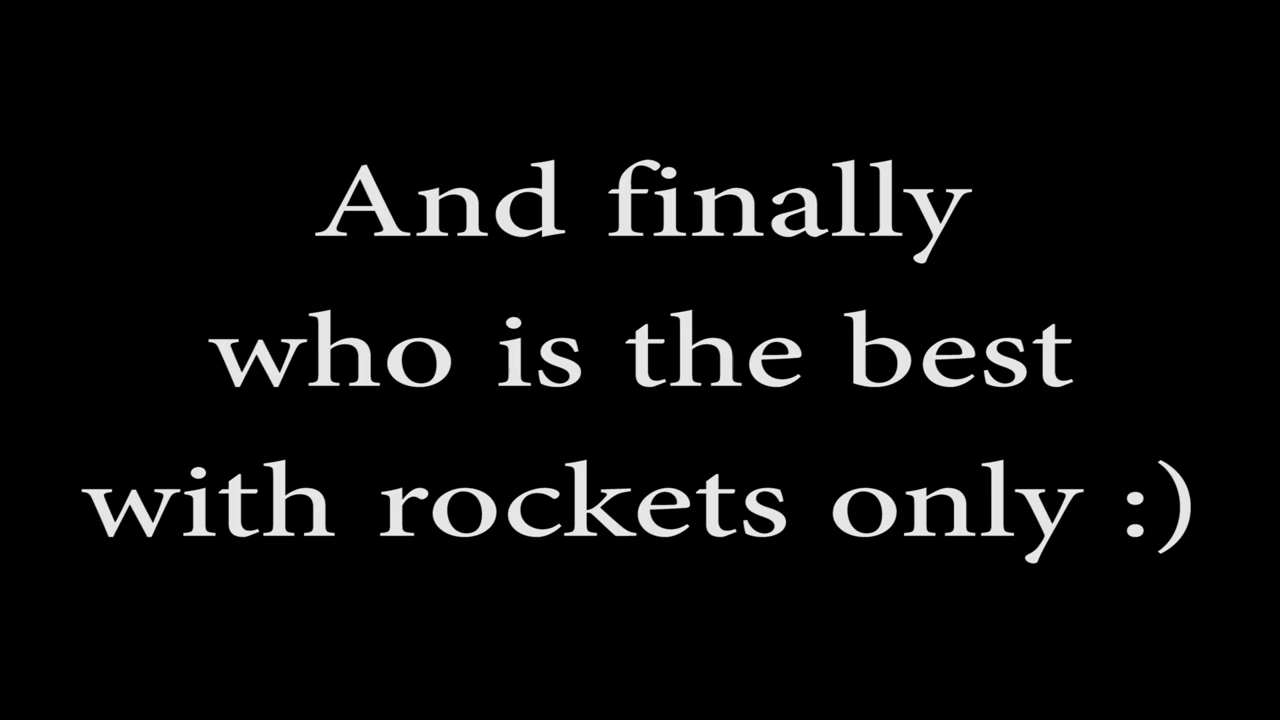 And finally
who is the best
with rockets only :)